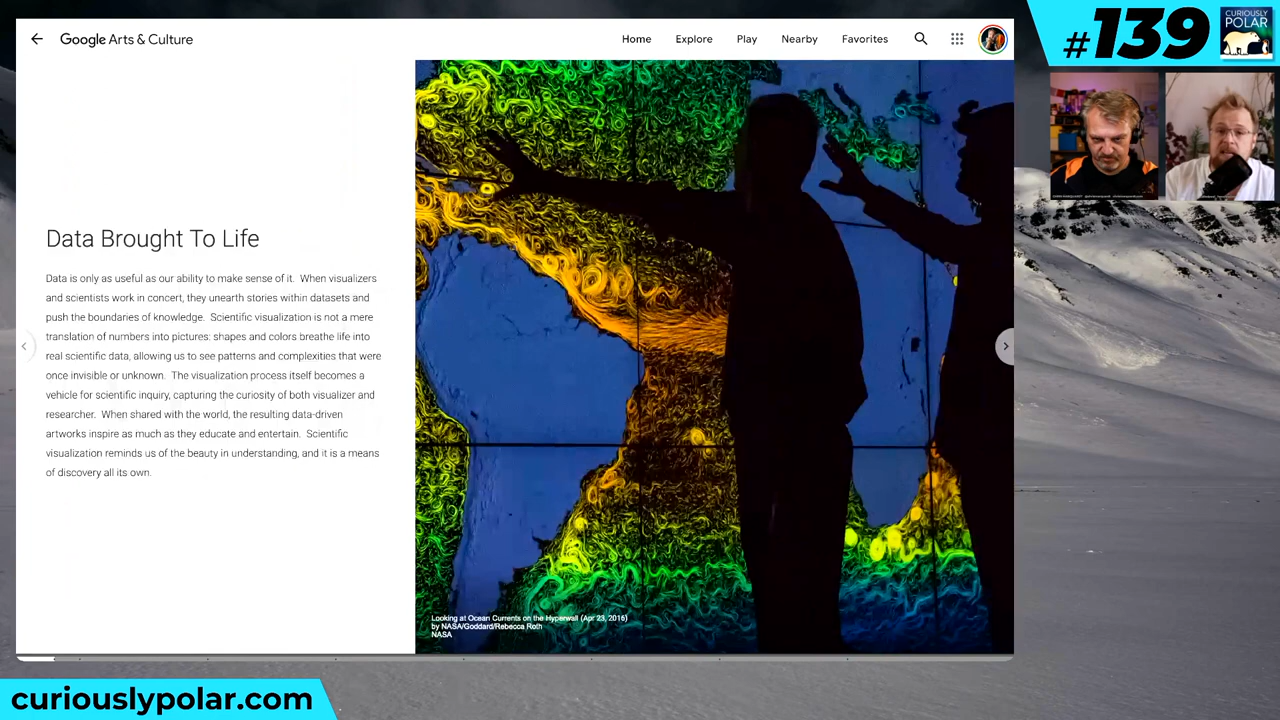 Google Arts & Culture
Home Explore Play Nearby Favorites
#139
CURIOUSLY
POLAR
Data Brought To Life
Data is only as useful as our ability to make sense of it. When visualizers
and scientists work in concert, they unearth stories within datasets and
push the boundaries of knowledge. Scientific visualization is not a mere
translation of numbers into pictures: shapes and colors breathe life into
real scientific data, allowing us to see patterns and complexities that were
once invisible or unknown. The visualization process itself becomes a
vehicle for scientific inquiry, capturing the curiosity of both visualizer and
researcher. When shared with the world, the resulting data-driven
artworks inspire as much as they educate and entertain. Scientific
visualization reminds us of the beauty in understanding, and it is a means
of discovery all its own.
Looking at Ocean Currents on the Hyperwall (Apr 23, 2016)
by NASA/Goddard/Rebecca Roth
NASA
curiouslypolar.com